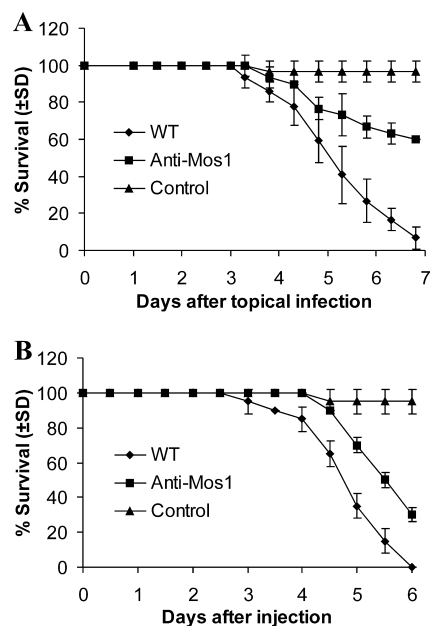 A
120
100
80
60
40
20
0
% Survival (±SD)
WT
Anti-Mos1
Control
0 1 2 3 4 5 6 7
Days after topical infection
B
120
100
80
60
40
20
0
% Survival (±SD)
WT
Anti-Mos1
Control
0 1 2 3 4 5 6
Days after injection